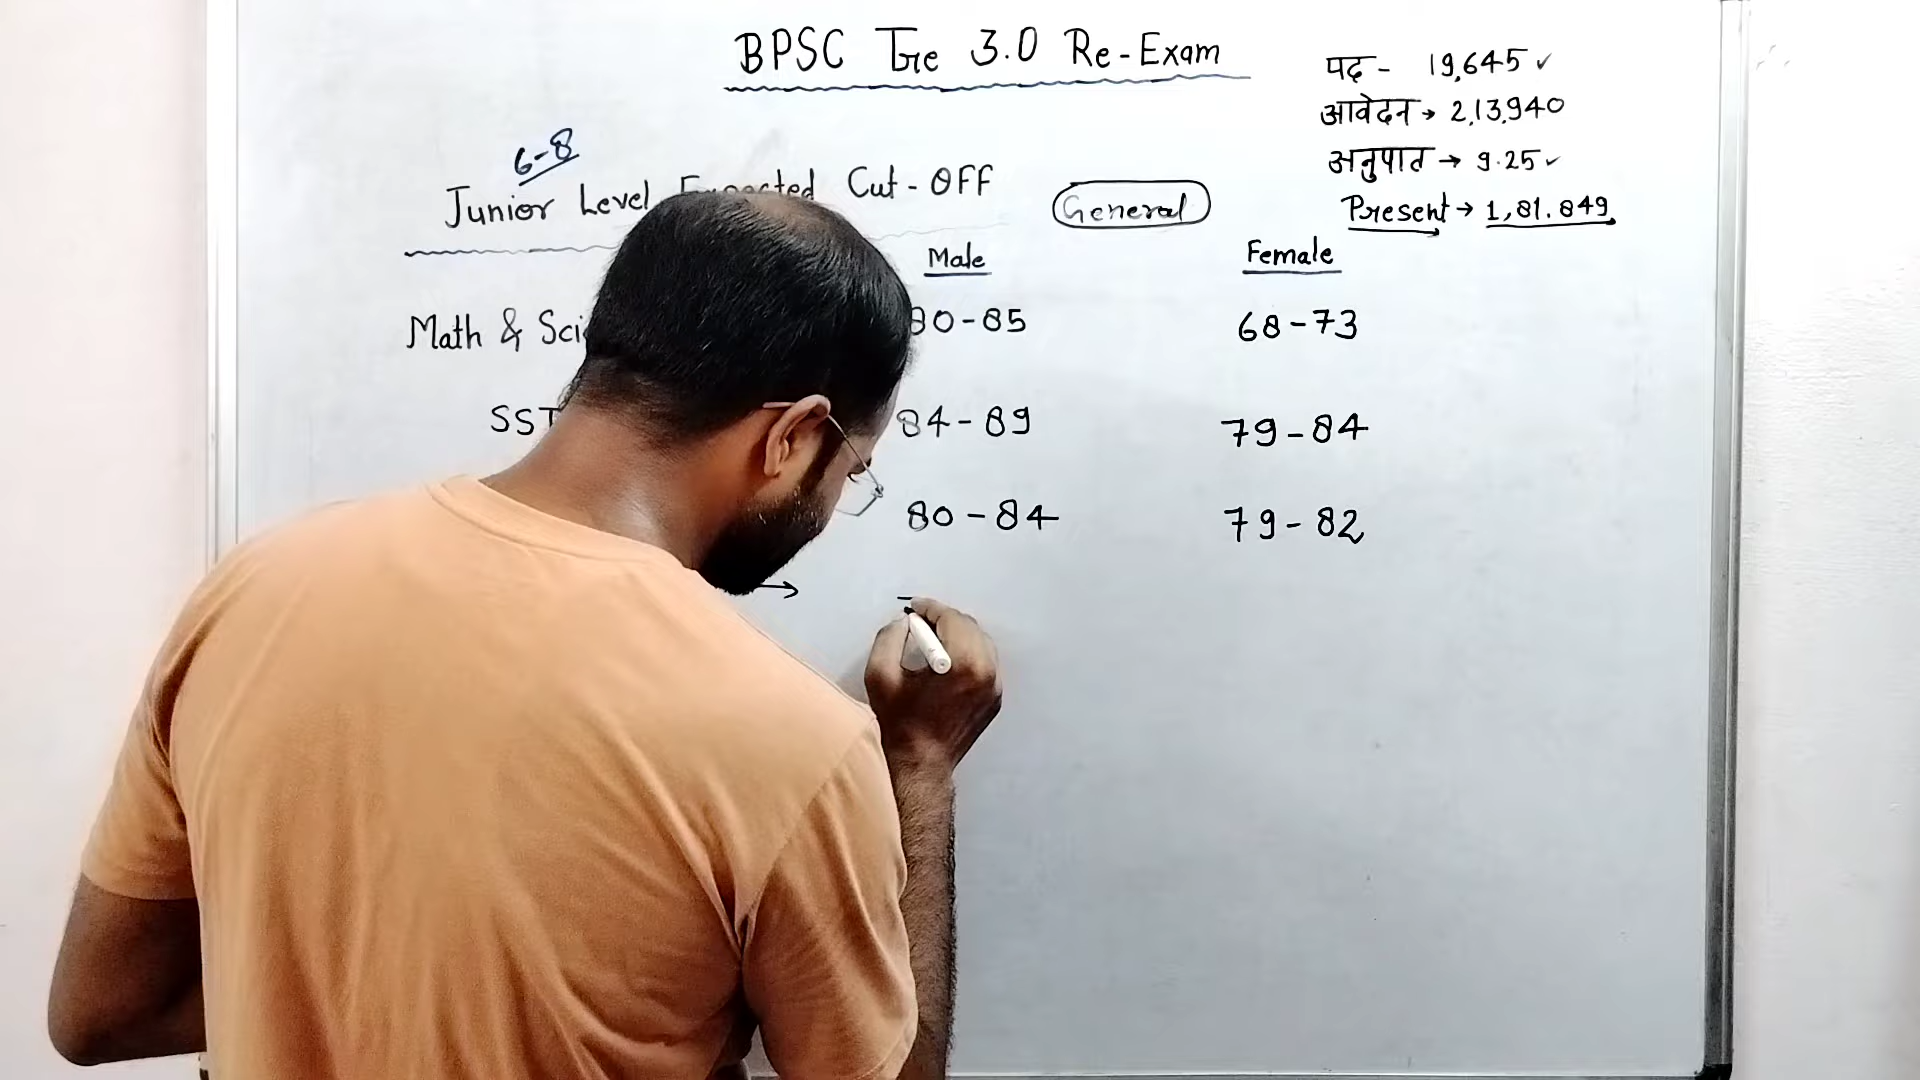 BPSC Tre 3.0 Re-Exam
पद - 19,645 ✓
आवेदन → 2,13,940
अनुपात → 9.25 ✓
Present → 1,81,849
6-8
Junior Level Expected Cut-OFF
General
Male Female
Math & Sci 80-85 68-73
SST 84-89 79-84
80-84 79-82
→